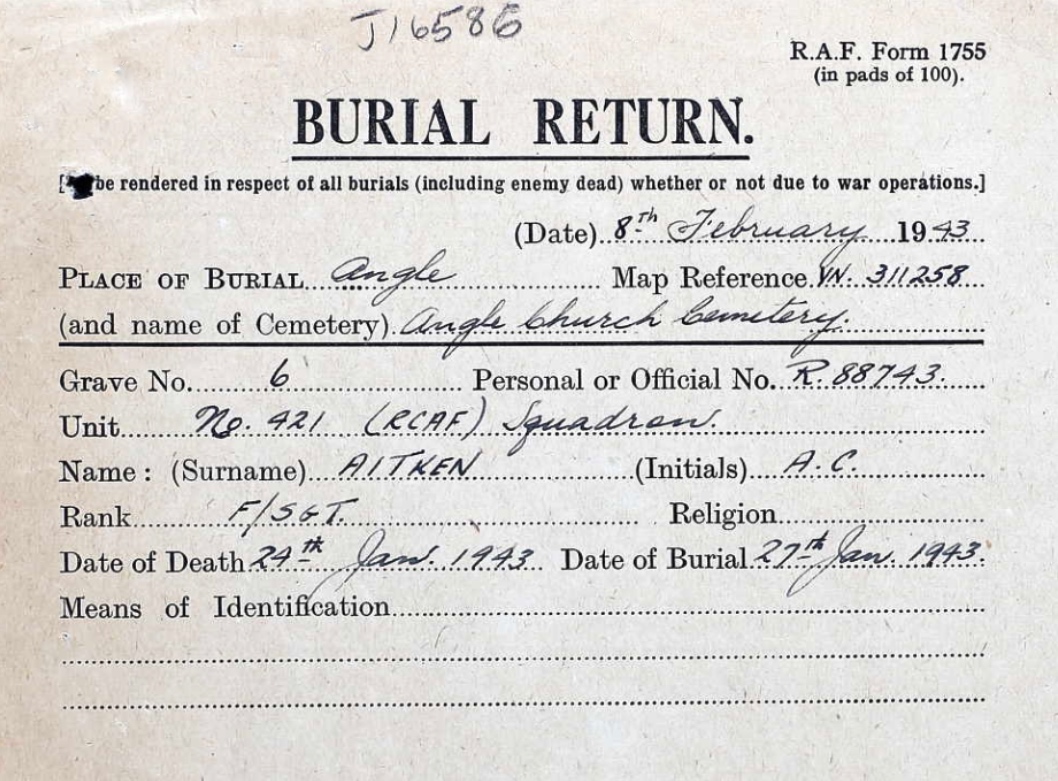 J16586
R.A.F. Form 1755
(in pads of 100).
BURIAL RETURN.
be rendered in respect of all burials (including enemy dead) whether or not due to war operations.]
(Date) 8th February 1943
PLACE OF BURIAL Angle Map Reference VN. 311258
(and name of Cemetery) Angle Church Cemetery.
Grave No. 6 Personal or Official No. R. 88743.
Unit No. 421 (RCAF) Squadron.
Name : (Surname) AITKEN (Initials) A.C.
Rank F/SGT. Religion
Date of Death 24th Jan. 1943. Date of Burial 27th Jan. 1943.
Means of Identification